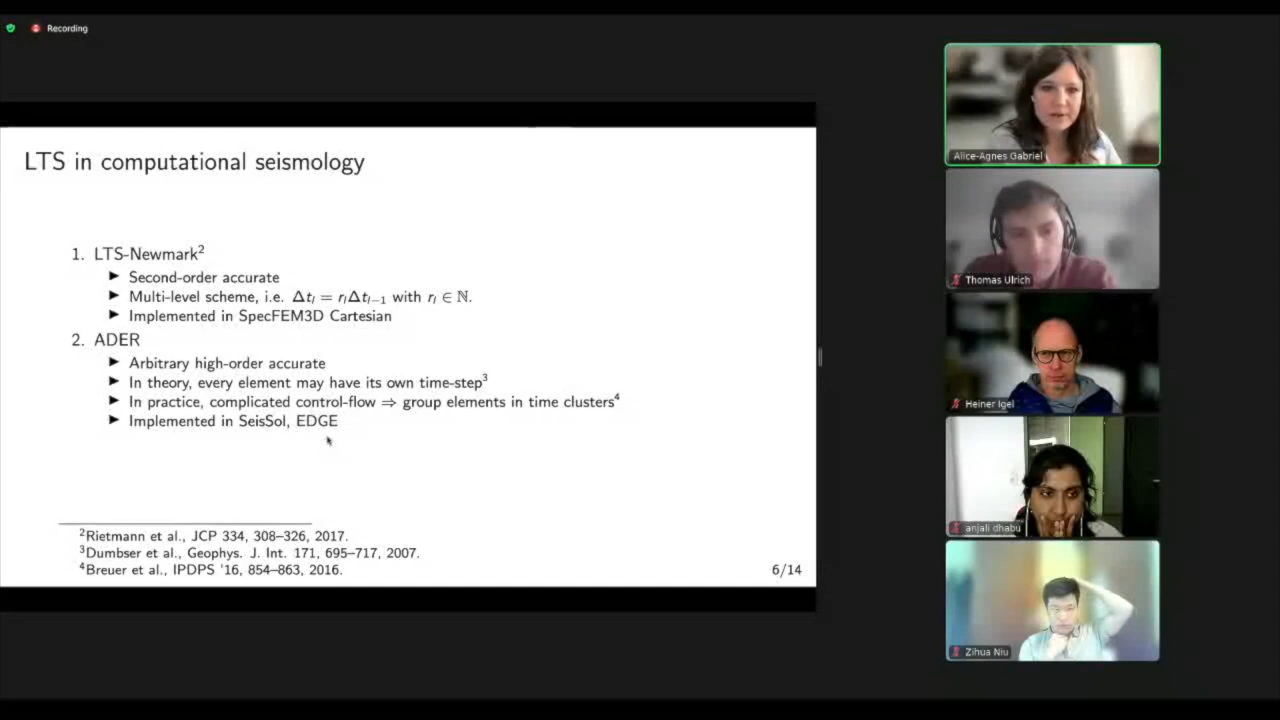 Recording
LTS in computational seismology
1. LTS-Newmark²
▶ Second-order accurate
▶ Multi-level scheme, i.e. Δtₗ = rₗΔtₗ₋₁ with rₗ ∈ ℕ.
▶ Implemented in SpecFEM3D Cartesian
2. ADER
▶ Arbitrary high-order accurate
▶ In theory, every element may have its own time-step³
▶ In practice, complicated control-flow ⇒ group elements in time clusters⁴
▶ Implemented in SeisSol, EDGE
²Rietmann et al., JCP 334, 308–326, 2017.
³Dumbser et al., Geophys. J. Int. 171, 695–717, 2007.
⁴Breuer et al., IPDPS '16, 854–863, 2016.
6/14
Alice-Agnes Gabriel
Thomas Ulrich
Heiner Igel
anjali dhabu
Zihua Niu